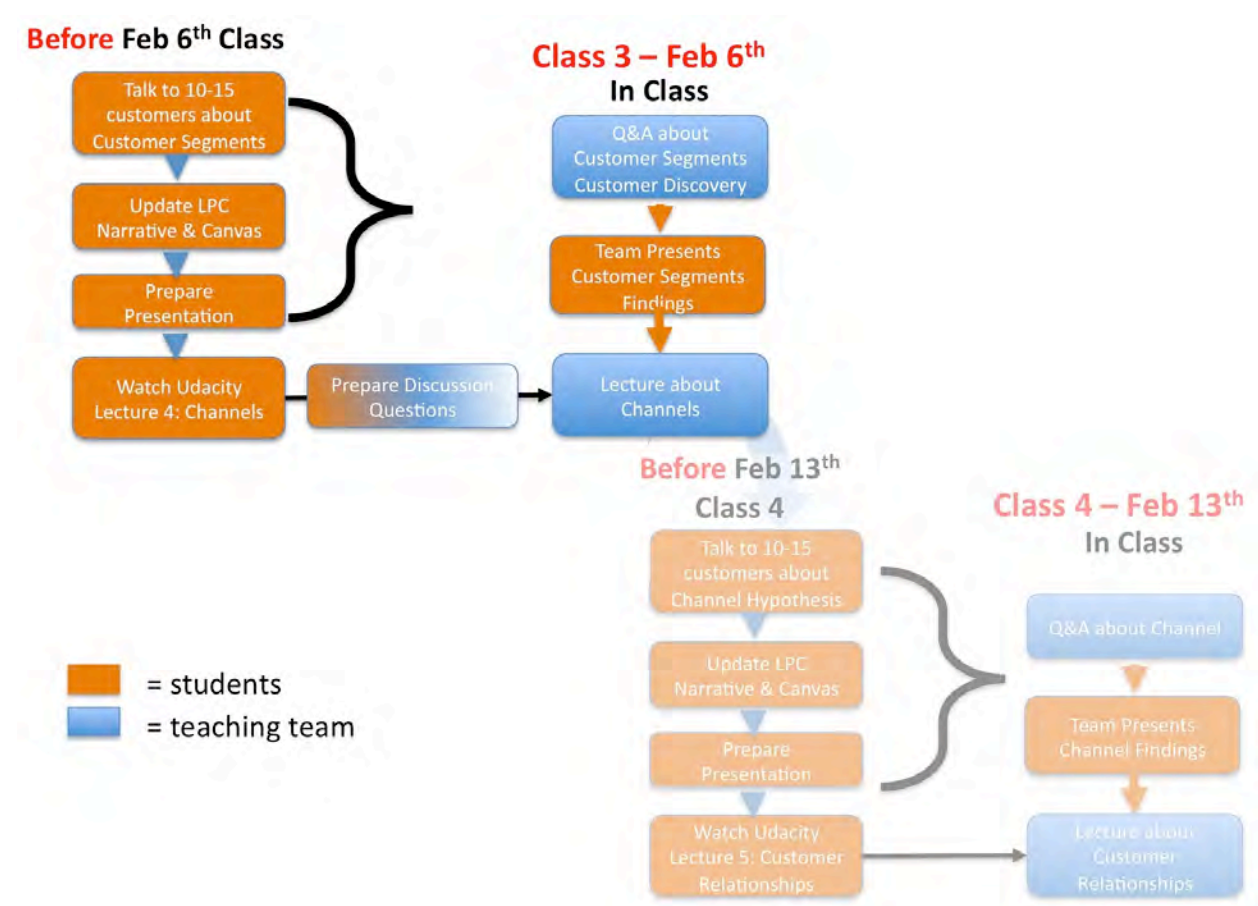 Before Feb 6th Class
Talk to 10-15
customers about
Customer Segments
Update LPC
Narrative & Canvas
Prepare
Presentation
Watch Udacity
Lecture 4: Channels
Prepare Discussion
Questions
Class 3 – Feb 6th
In Class
Q&A about
Customer Segments
Customer Discovery
Team Presents
Customer Segments
Findings
Lecture about
Channels
Before Feb 13th
Class 4
Talk to 10-15
customers about
Channel Hypothesis
Update LPC
Narrative & Canvas
Prepare
Presentation
Watch Udacity
Lecture 5: Customer
Relationships
Class 4 – Feb 13th
In Class
Q&A about Channel
Team Presents
Channel Findings
Lecture about
Customer
Relationships
= students
= teaching team